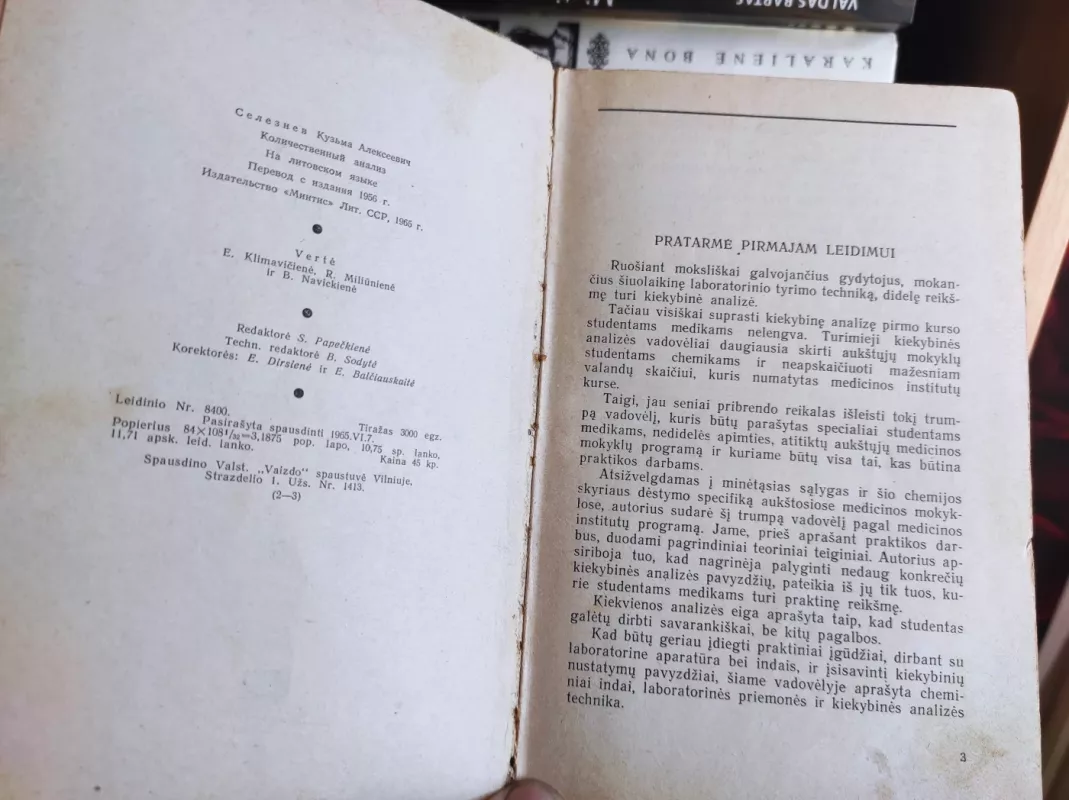 VALDAS BARTAS
KARALIENĖ BONA
Селезнев Кузьма Алексеевич
Количественный анализ
На литовском языке
Перевод с издания 1956 г.
Издательство «Минтис» Лит. ССР, 1965 г.
Vertė
E. Klimavičienė, R. Miliūnienė
ir B. Navickienė
Redaktorė S. Papečkienė
Techn. redaktorė B. Sodytė
Korektorės: E. Dirsienė ir E. Balčiauskaitė
Leidinio Nr. 8400. Tiražas 3000 egz.
Pasirašyta spausdinti 1965.VI.7.
Popierius 84×108 1/32=3,1875 pop. lapo, 10,75 sp. lanko,
11,71 apsk. leid. lanko. Kaina 45 kp.
Spausdino Valst. „Vaizdo" spaustuvė Vilniuje,
Strazdelio 1. Užs. Nr. 1413.
(2—3)
PRATARMĖ PIRMAJAM LEIDIMUI
Ruošiant moksliškai galvojančius gydytojus, mokan-
čius šiuolaikinę laboratorinio tyrimo techniką, didelę reikš-
mę turi kiekybinė analizė.
Tačiau visiškai suprasti kiekybinę analizę pirmo kurso
studentams medikams nelengva. Turimieji kiekybinės
analizės vadovėliai daugiausia skirti aukštųjų mokyklų
studentams chemikams ir neapskaičiuoti mažesniam
valandų skaičiui, kuris numatytas medicinos institutų
kurse.
Taigi, jau seniai pribrendo reikalas išleisti tokį trum-
pą vadovėlį, kuris būtų parašytas specialiai studentams
medikams, nedidelės apimties, atitiktų aukštųjų medicinos
mokyklų programą ir kuriame būtų visa tai, kas būtina
praktikos darbams.
Atsižvelgdamas į minėtąsias sąlygas ir šio chemijos
skyriaus dėstymo specifiką aukštosiose medicinos mokyk-
lose, autorius sudarė šį trumpą vadovėlį pagal medicinos
institutų programą. Jame, prieš aprašant praktikos dar-
bus, duodami pagrindiniai teoriniai teiginiai. Autorius ap-
siriboja tuo, kad nagrinėja palyginti nedaug konkrečių
kiekybinės analizės pavyzdžių, pateikia iš jų tik tuos, ku-
rie studentams medikams turi praktinę reikšmę.
Kiekvienos analizės eiga aprašyta taip, kad studentas
galėtų dirbti savarankiškai, be kitų pagalbos.
Kad būtų geriau įdiegti praktiniai įgūdžiai, dirbant su
laboratorine aparatūra bei indais, ir įsisavinti kiekybinių
nustatymų pavyzdžiai, šiame vadovėlyje aprašyta chemi-
niai indai, laboratorinės priemonės ir kiekybinės analizės
technika.
3